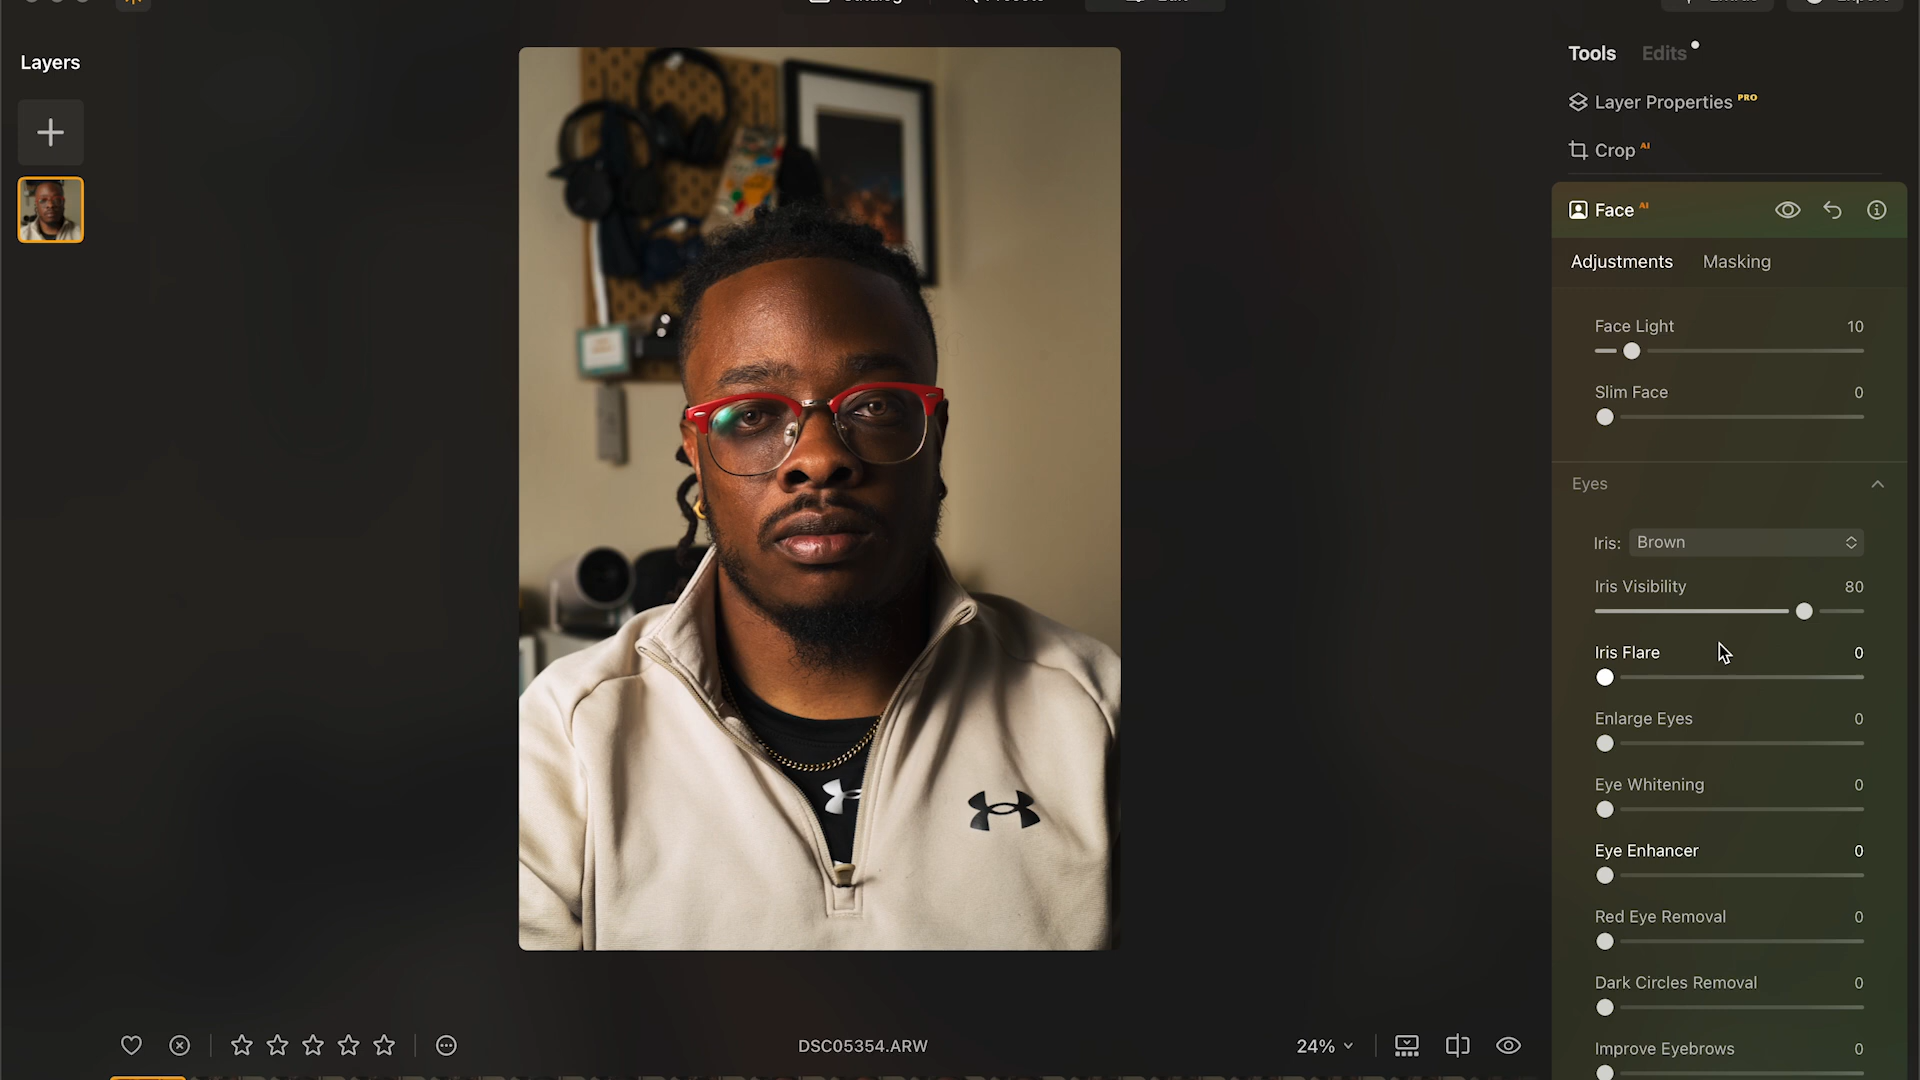 Layers
Tools
Edits
Layer Properties PRO
Crop AI
Face AI
Adjustments
Masking
Face Light 10
Slim Face 0
Eyes
Iris: Brown
Iris Visibility 80
Iris Flare 0
Enlarge Eyes 0
Eye Whitening 0
Eye Enhancer 0
Red Eye Removal 0
Dark Circles Removal 0
Improve Eyebrows 0
DSC05354.ARW
24%